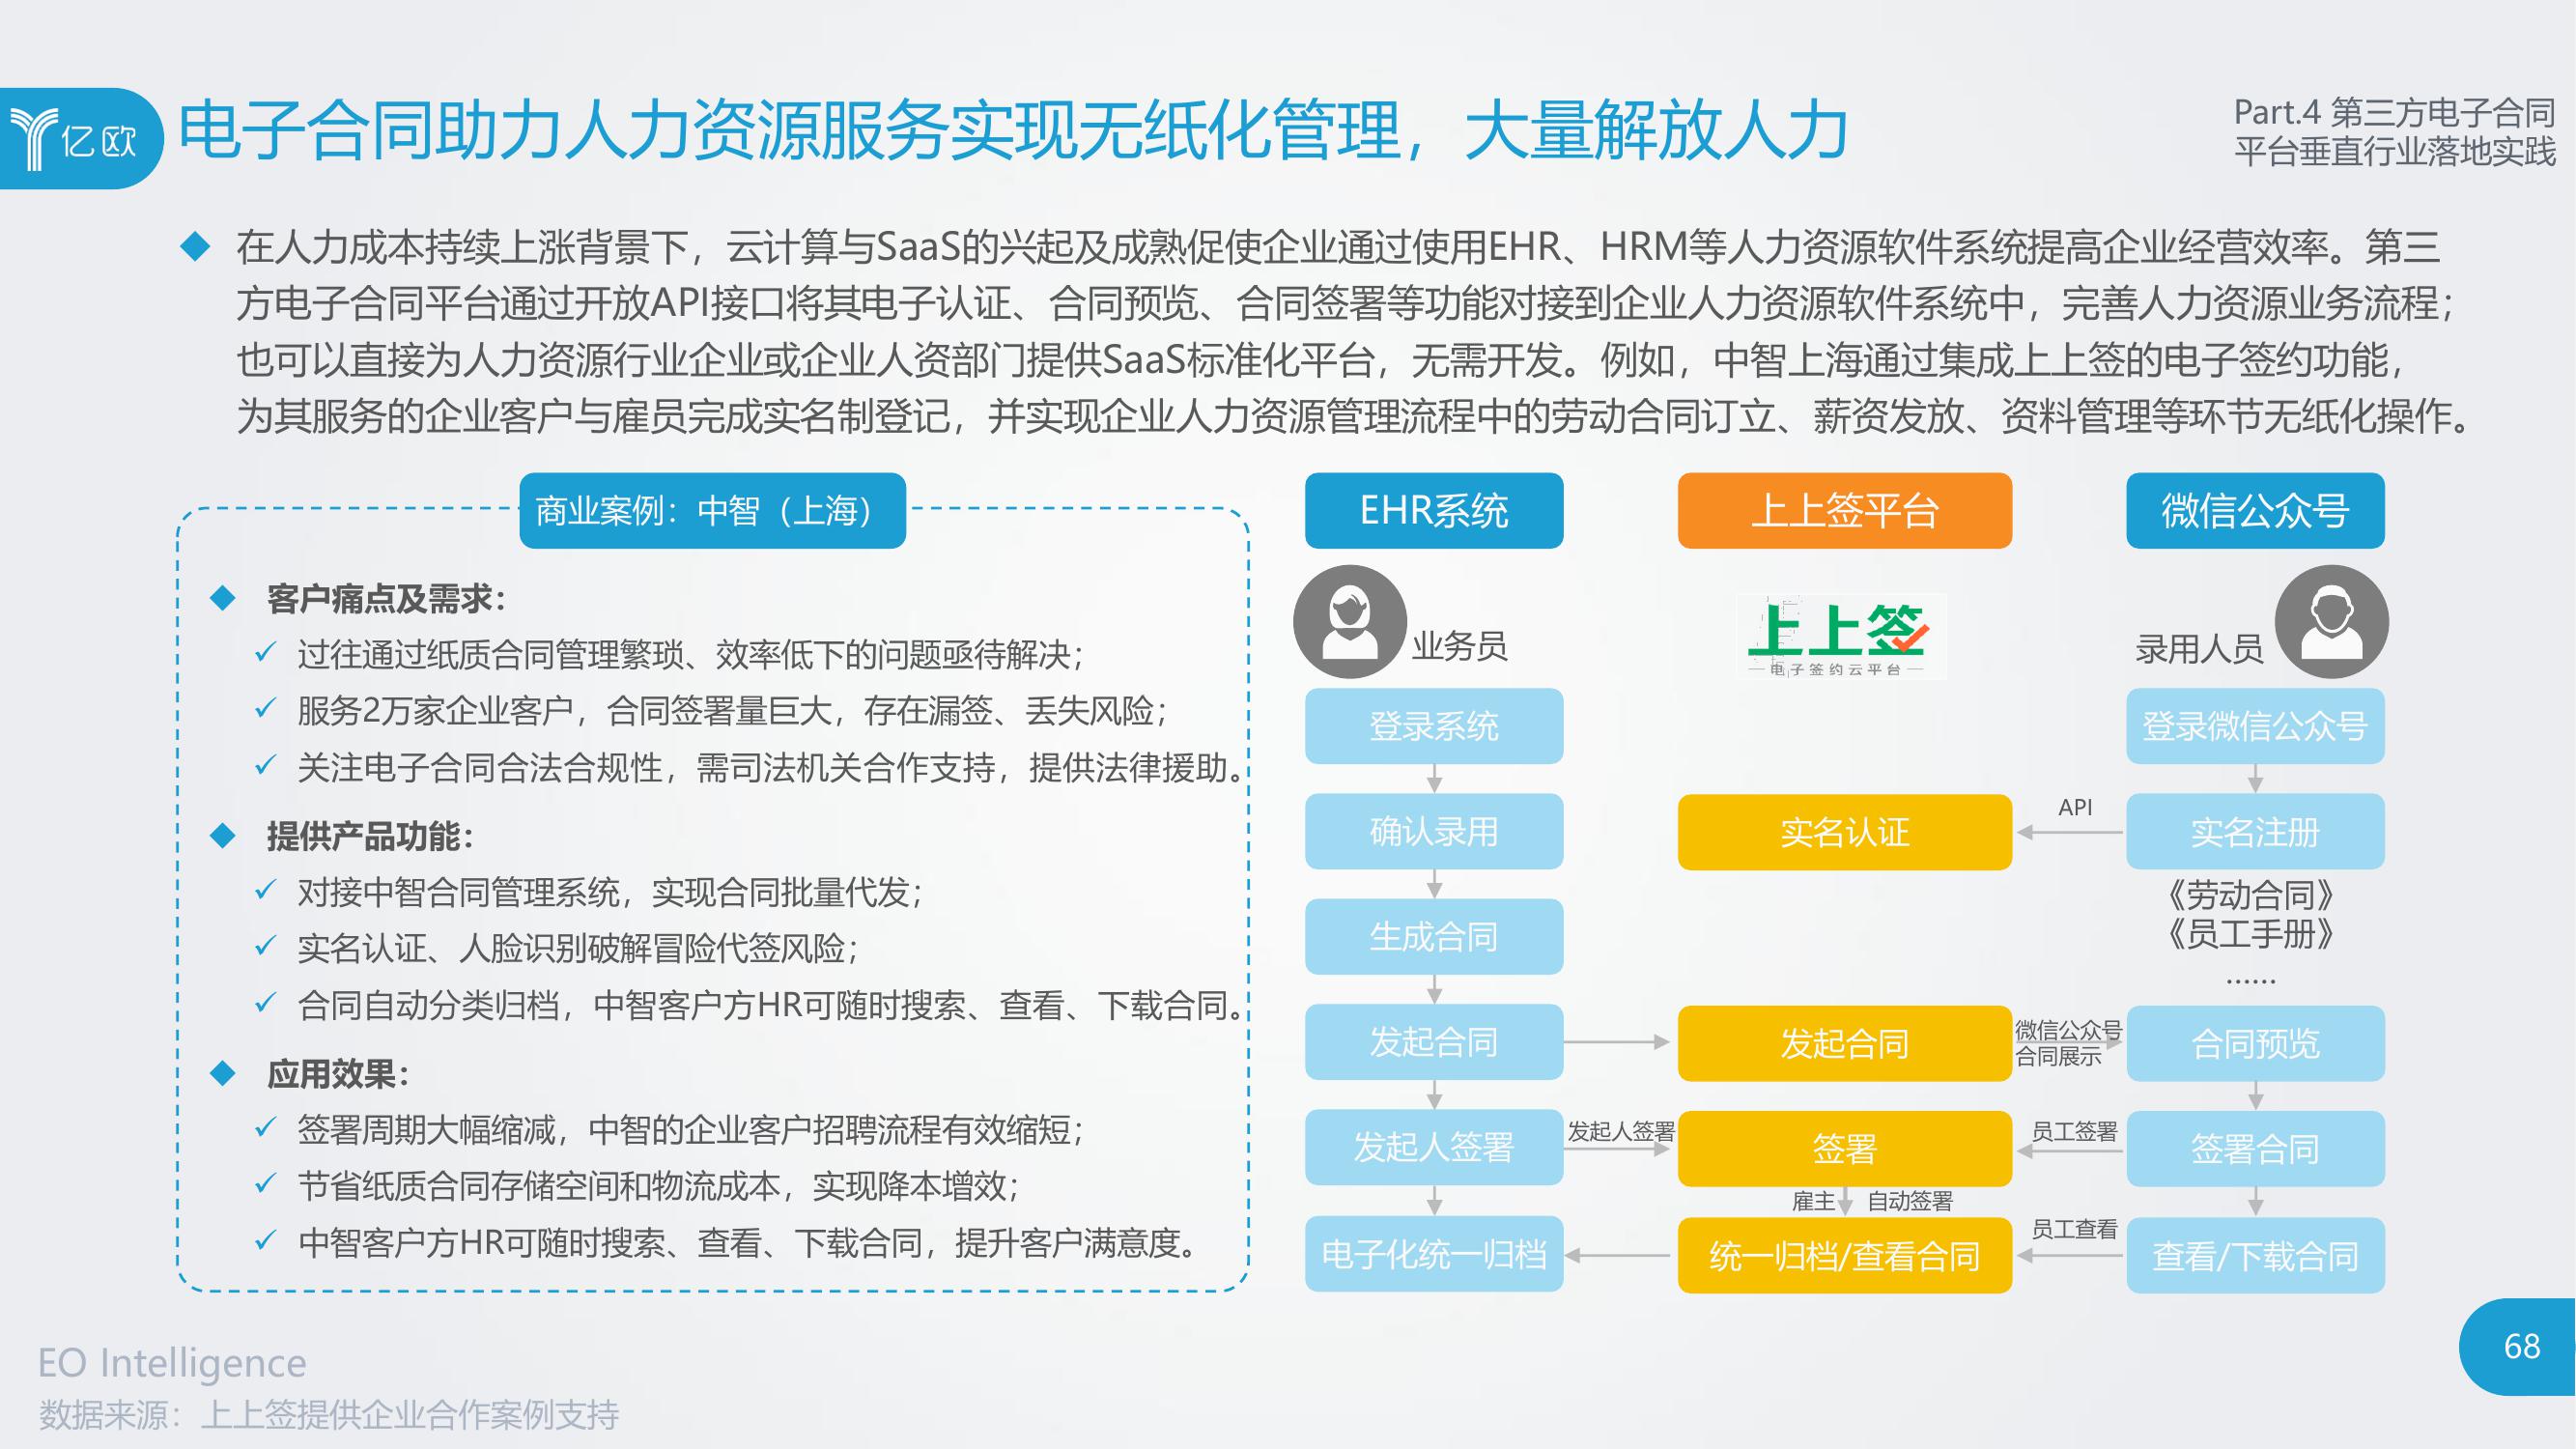 亿欧
电子合同助力人力资源服务实现无纸化管理，大量解放人力
Part.4 第三方电子合同
平台垂直行业落地实践
在人力成本持续上涨背景下，云计算与SaaS的兴起及成熟促使企业通过使用EHR、HRM等人力资源软件系统提高企业经营效率。第三
方电子合同平台通过开放API接口将其电子认证、合同预览、合同签署等功能对接到企业人力资源软件系统中，完善人力资源业务流程；
也可以直接为人力资源行业企业或企业人资部门提供SaaS标准化平台，无需开发。例如，中智上海通过集成上上签的电子签约功能，
为其服务的企业客户与雇员完成实名制登记，并实现企业人力资源管理流程中的劳动合同订立、薪资发放、资料管理等环节无纸化操作。
商业案例：中智（上海）
客户痛点及需求：
过往通过纸质合同管理繁琐、效率低下的问题亟待解决；
服务2万家企业客户，合同签署量巨大，存在漏签、丢失风险；
关注电子合同合法合规性，需司法机关合作支持，提供法律援助。
提供产品功能：
对接中智合同管理系统，实现合同批量代发；
实名认证、人脸识别破解冒险代签风险；
合同自动分类归档，中智客户方HR可随时搜索、查看、下载合同。
应用效果：
签署周期大幅缩减，中智的企业客户招聘流程有效缩短；
节省纸质合同存储空间和物流成本，实现降本增效；
中智客户方HR可随时搜索、查看、下载合同，提升客户满意度。
EHR系统
上上签平台
微信公众号
业务员
上上签
电子签约云平台
录用人员
登录系统
登录微信公众号
确认录用
实名认证
API
实名注册
《劳动合同》
《员工手册》
......
生成合同
发起合同
发起合同
微信公众号
合同展示
合同预览
发起人签署
发起人签署
签署
员工签署
签署合同
雇主 自动签署
电子化统一归档
统一归档/查看合同
员工查看
查看/下载合同
EO Intelligence
数据来源：上上签提供企业合作案例支持
68